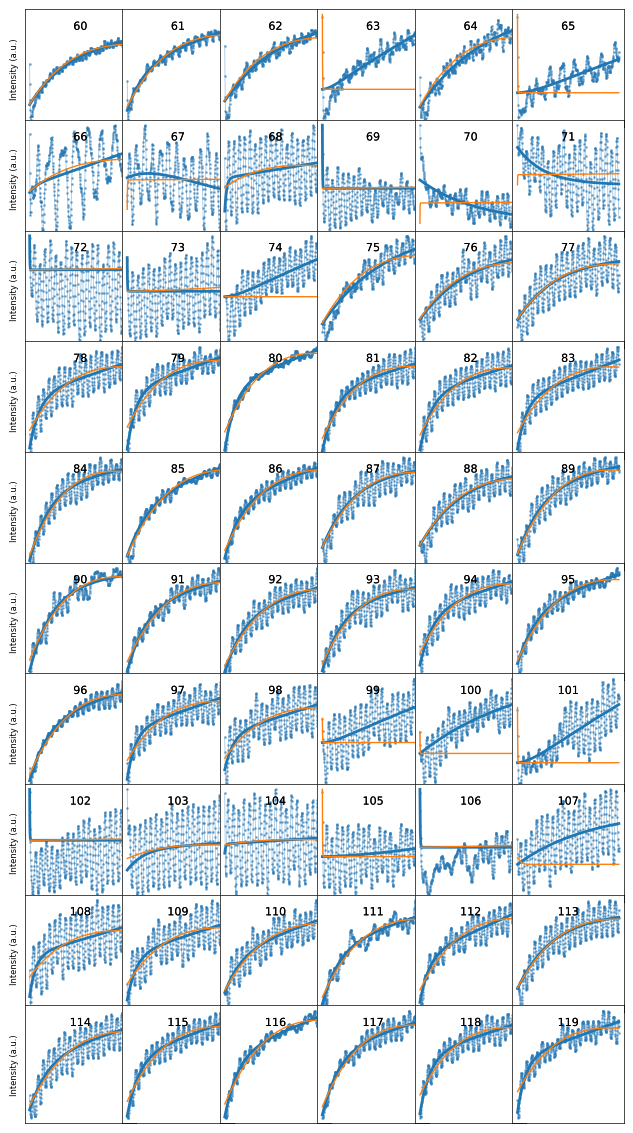 Intensity (a.u.) 60 61 62 63 64 65
Intensity (a.u.) 66 67 68 69 70 71
Intensity (a.u.) 72 73 74 75 76 77
Intensity (a.u.) 78 79 80 81 82 83
Intensity (a.u.) 84 85 86 87 88 89
Intensity (a.u.) 90 91 92 93 94 95
Intensity (a.u.) 96 97 98 99 100 101
Intensity (a.u.) 102 103 104 105 106 107
Intensity (a.u.) 108 109 110 111 112 113
Intensity (a.u.) 114 115 116 117 118 119